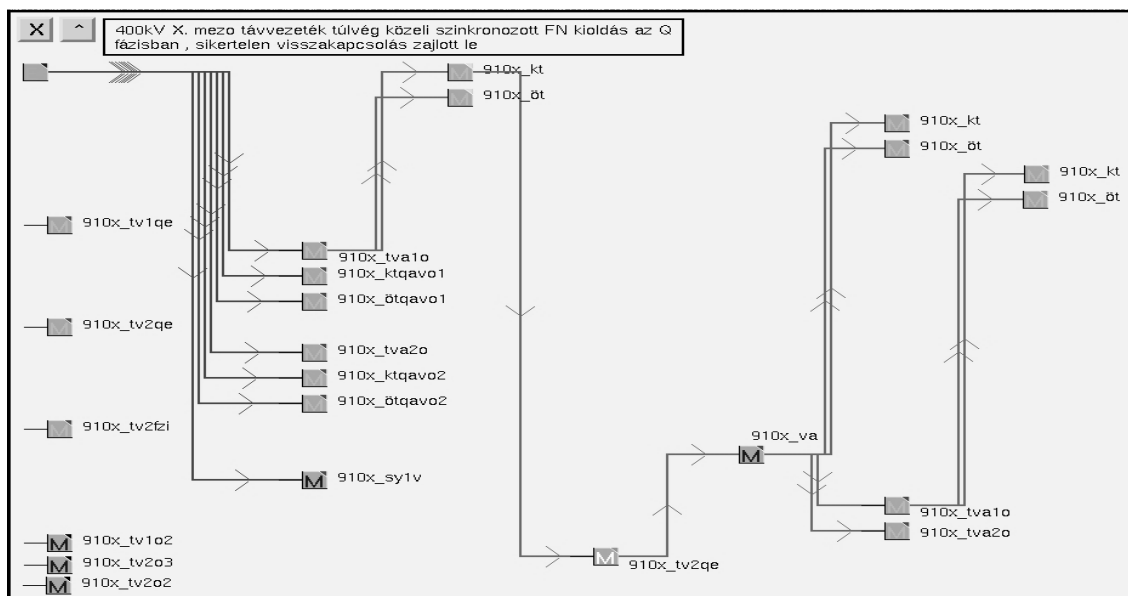 X ^ 400kV X. mezo távvezeték túlvég közeli szinkronozott FN kioldás az Q
fázisban , sikertelen visszakapcsolás zajlott le
910x_kt
910x_öt
910x_kt
910x_öt
910x_kt
910x_öt
910x_tv1qe
M 910x_tva1o
M 910x_ktqavo1
M 910x_ötqavo1
910x_tv2qe
M 910x_tva2o
M 910x_ktqavo2
M 910x_ötqavo2
910x_tv2fzi
910x_va
M
M 910x_sy1v
910x_tva1o
910x_tva2o
M 910x_tv1o2
M 910x_tv2o3
M 910x_tv2o2
M 910x_tv2qe